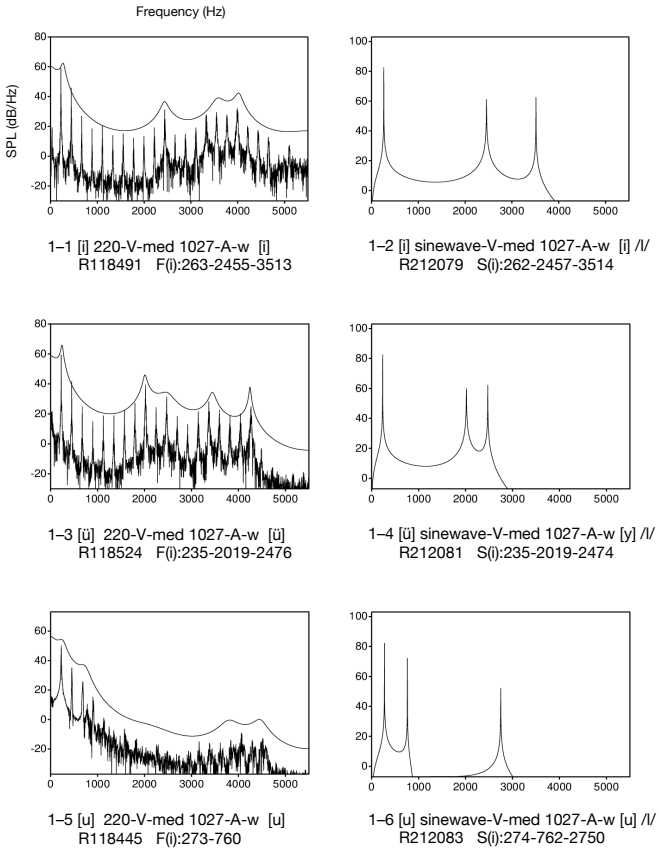 Frequency (Hz)
SPL (dB/Hz)
80
60
40
20
0
-20
0 1000 2000 3000 4000 5000
1–1 [i] 220-V-med 1027-A-w [i]
R118491 F(i):263-2455-3513
100
80
60
40
20
0
0 1000 2000 3000 4000 5000
1–2 [i] sinewave-V-med 1027-A-w [i] /l/
R212079 S(i):262-2457-3514
80
60
40
20
0
-20
0 1000 2000 3000 4000 5000
1–3 [ü] 220-V-med 1027-A-w [ü]
R118524 F(i):235-2019-2476
100
80
60
40
20
0
0 1000 2000 3000 4000 5000
1–4 [ü] sinewave-V-med 1027-A-w [y] /l/
R212081 S(i):235-2019-2474
60
40
20
0
-20
0 1000 2000 3000 4000 5000
1–5 [u] 220-V-med 1027-A-w [u]
R118445 F(i):273-760
100
80
60
40
20
0
0 1000 2000 3000 4000 5000
1–6 [u] sinewave-V-med 1027-A-w [u] /l/
R212083 S(i):274-762-2750